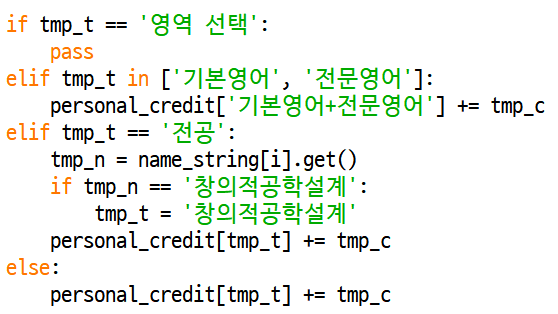 if tmp_t == '영역 선택':
    pass
elif tmp_t in ['기본영어', '전문영어']:
    personal_credit['기본영어+전문영어'] += tmp_c
elif tmp_t == '전공':
    tmp_n = name_string[i].get()
    if tmp_n == '창의적공학설계':
        tmp_t = '창의적공학설계'
    personal_credit[tmp_t] += tmp_c
else:
    personal_credit[tmp_t] += tmp_c